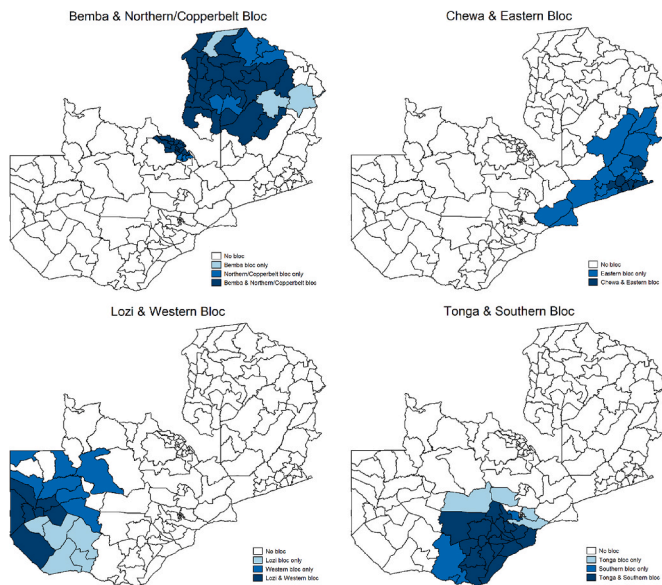 Bemba & Northern/Copperbelt Bloc
No bloc
Bemba bloc only
Northern/Copperbelt bloc only
Bemba & Northern/Copperbelt bloc
Chewa & Eastern Bloc
No bloc
Eastern bloc only
Chewa & Eastern bloc
Lozi & Western Bloc
No bloc
Lozi bloc only
Western bloc only
Lozi & Western bloc
Tonga & Southern Bloc
No bloc
Tonga bloc only
Southern bloc only
Tonga & Southern bloc